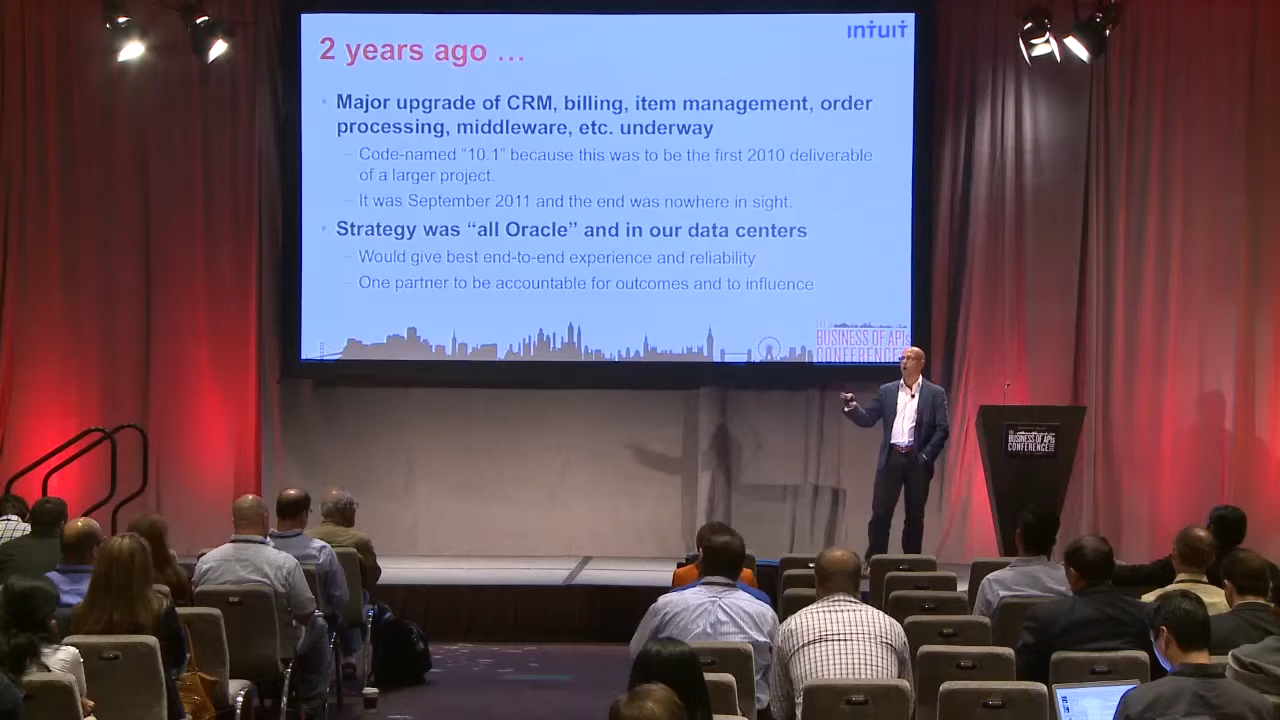 intuit
2 years ago …
Major upgrade of CRM, billing, item management, order
processing, middleware, etc. underway
– Code-named “10.1” because this was to be the first 2010 deliverable
of a larger project.
– It was September 2011 and the end was nowhere in sight.
Strategy was “all Oracle” and in our data centers
– Would give best end-to-end experience and reliability
– One partner to be accountable for outcomes and to influence
THE
BUSINESS OF APIs
CONFERENCE
THE
BUSINESS OF APIs
CONFERENCE